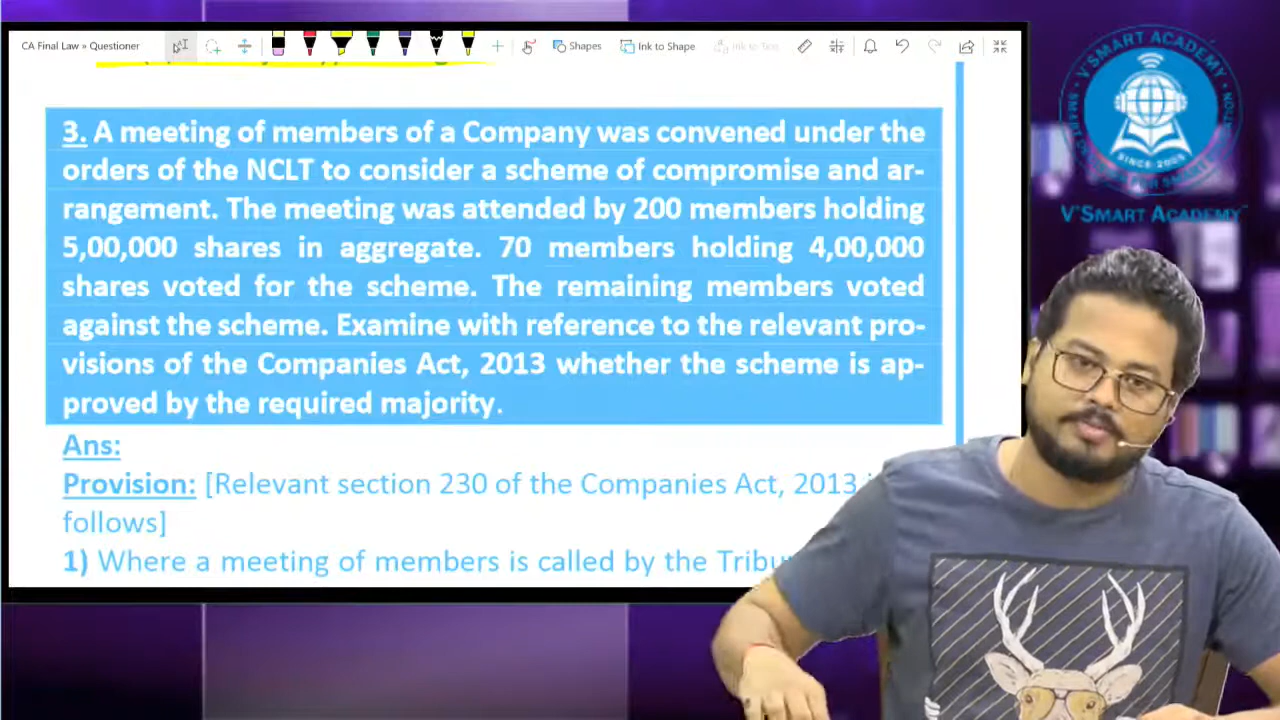 CA Final Law » Questioner
Shapes
Ink to Shape
3. A meeting of members of a Company was convened under the
orders of the NCLT to consider a scheme of compromise and ar-
rangement. The meeting was attended by 200 members holding
5,00,000 shares in aggregate. 70 members holding 4,00,000
shares voted for the scheme. The remaining members voted
against the scheme. Examine with reference to the relevant pro-
visions of the Companies Act, 2013 whether the scheme is ap-
proved by the required majority.
Ans:
Provision: [Relevant section 230 of the Companies Act, 2013
follows]
1) Where a meeting of members is called by the
V'SMART ACADEMY
SINCE 2005
V'SMART ACADEMY